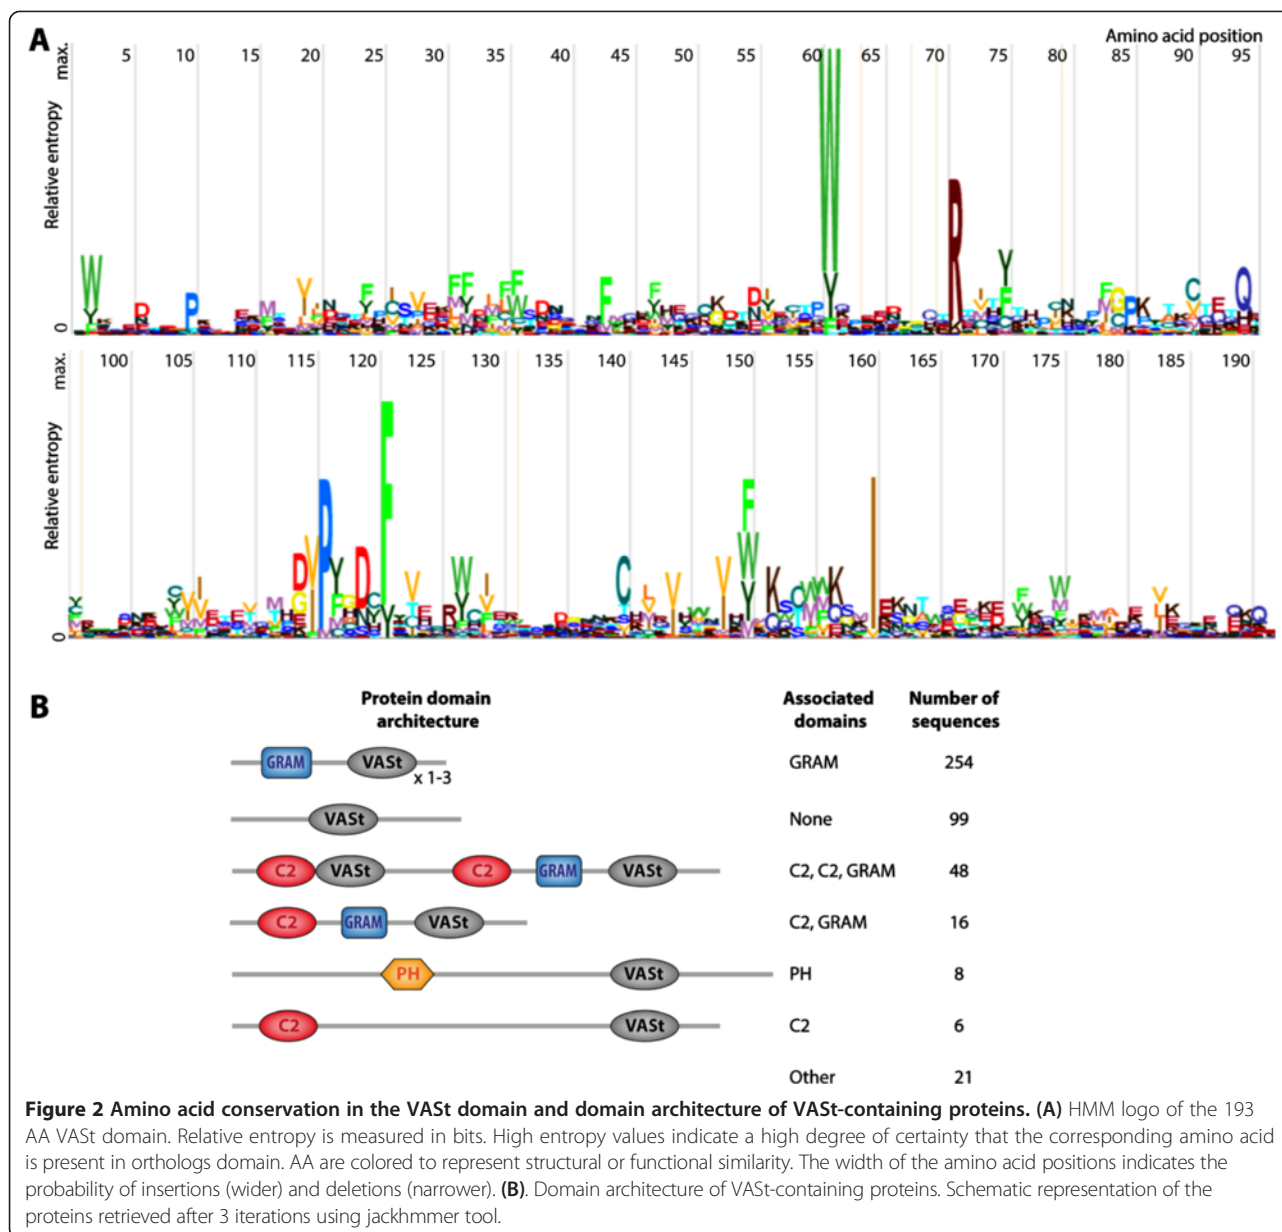 A
Amino acid position
max.
5 10 15 20 25 30 35 40 45 50 55 60 65 70 75 80 85 90 95
Relative entropy
0
max.
100 105 110 115 120 125 130 135 140 145 150 155 160 165 170 175 180 185 190
Relative entropy
0
B
Protein domain
architecture
Associated
domains
Number of
sequences
GRAM VASt x 1-3 GRAM 254
VASt None 99
C2 VASt C2 GRAM VASt C2, C2, GRAM 48
C2 GRAM VASt C2, GRAM 16
PH VASt PH 8
C2 VASt C2 6
Other 21
Figure 2 Amino acid conservation in the VASt domain and domain architecture of VASt-containing proteins. (A) HMM logo of the 193
AA VASt domain. Relative entropy is measured in bits. High entropy values indicate a high degree of certainty that the corresponding amino acid
is present in orthologs domain. AA are colored to represent structural or functional similarity. The width of the amino acid positions indicates the
probability of insertions (wider) and deletions (narrower). (B). Domain architecture of VASt-containing proteins. Schematic representation of the
proteins retrieved after 3 iterations using jackhmmer tool.